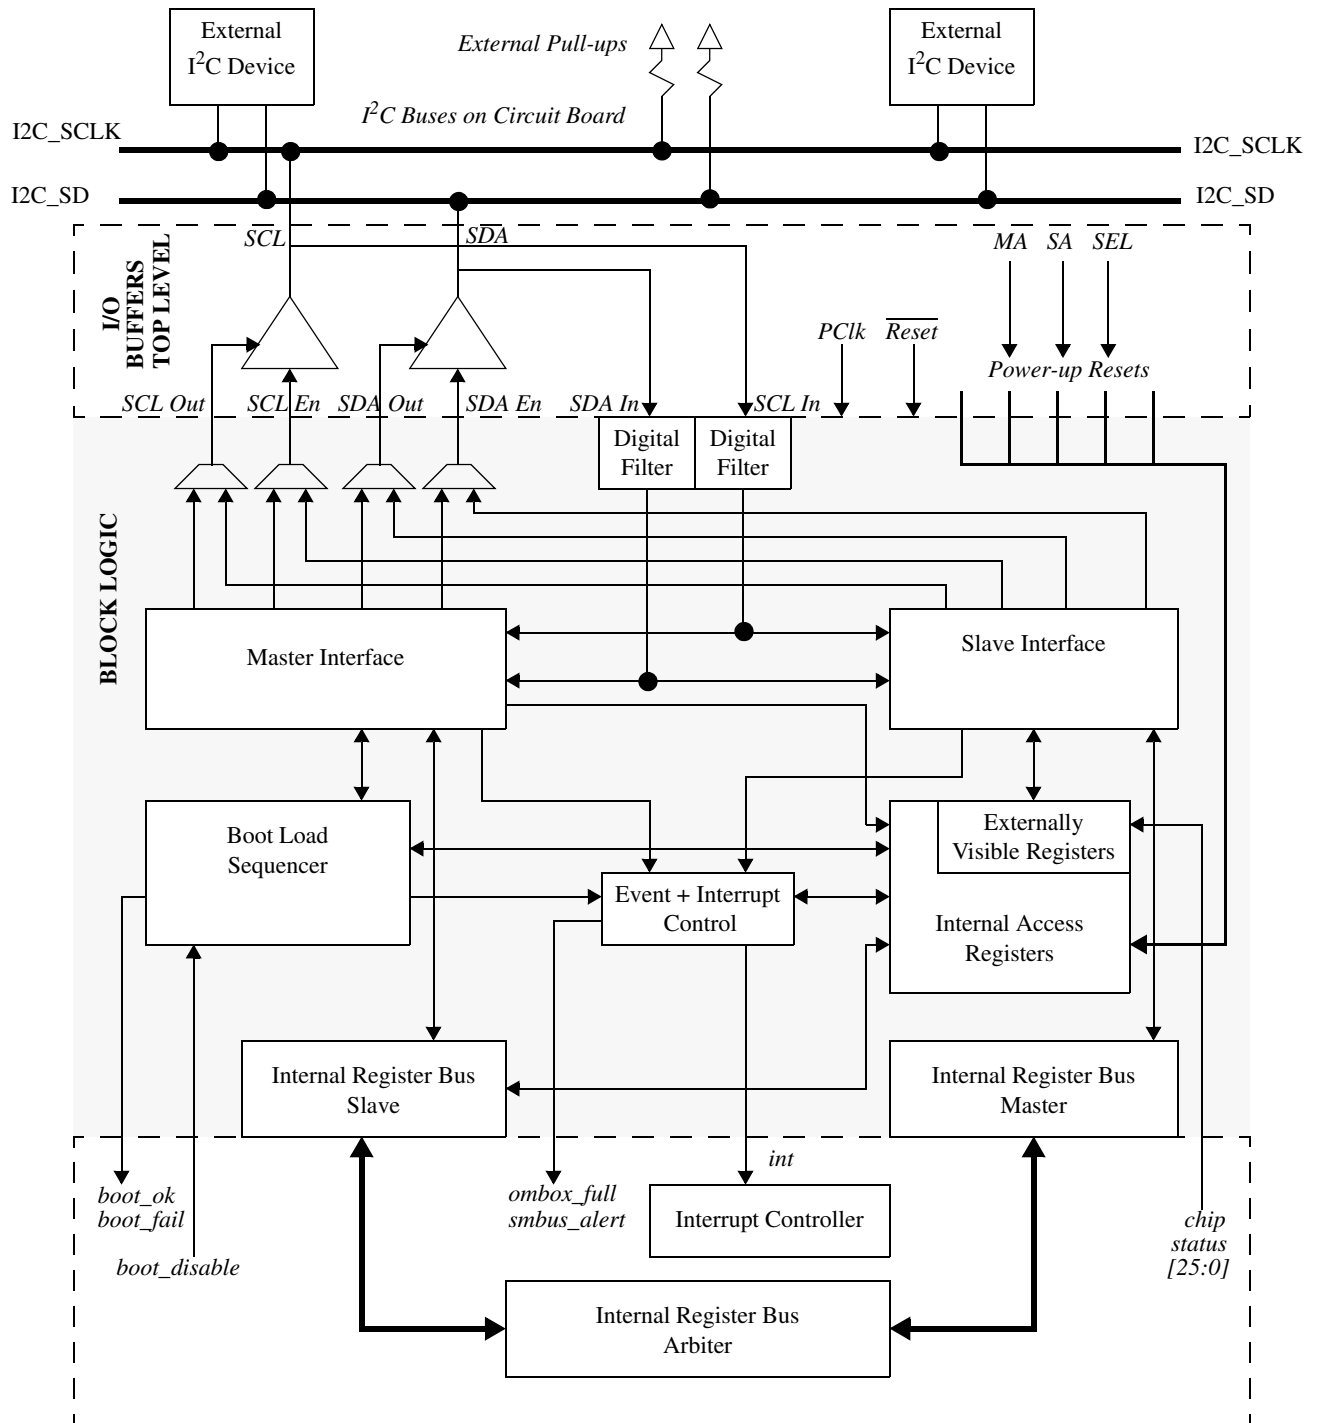 External
I²C Device
External Pull-ups
External
I²C Device
I²C Buses on Circuit Board
I2C_SCLK
I2C_SCLK
I2C_SD
I2C_SD
I/O
BUFFERS
TOP LEVEL
SCL
SDA
MA
SA
SEL
PClk
Reset
Power-up Resets
SCL Out
SCL En
SDA Out
SDA En
SDA In
SCL In
Digital
Filter
Digital
Filter
BLOCK LOGIC
Master Interface
Slave Interface
Boot Load
Sequencer
Externally
Visible Registers
Event + Interrupt
Control
Internal Access
Registers
Internal Register Bus
Slave
Internal Register Bus
Master
int
boot_ok
boot_fail
boot_disable
ombox_full
smbus_alert
Interrupt Controller
chip
status
[25:0]
Internal Register Bus
Arbiter